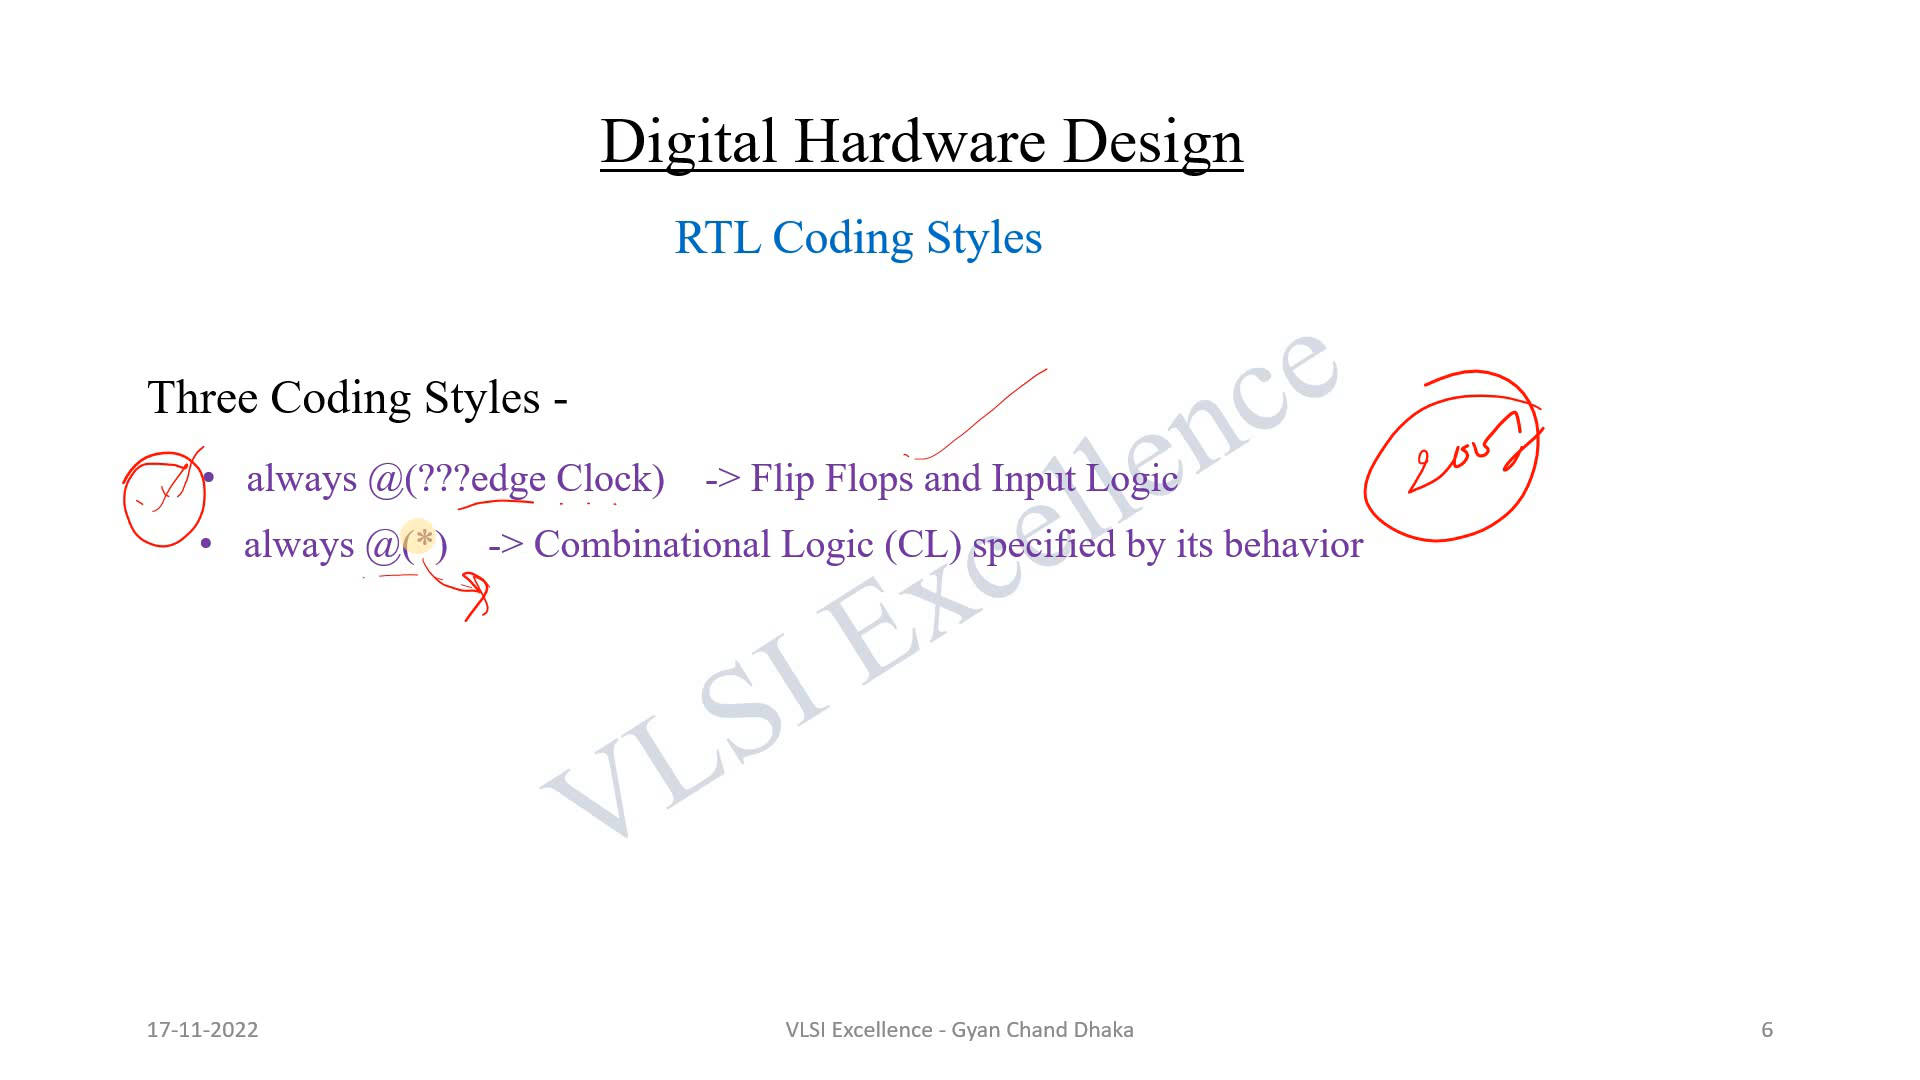 Digital Hardware Design
RTL Coding Styles
Three Coding Styles -
• always @(???edge Clock) -> Flip Flops and Input Logic
• always @(*) -> Combinational Logic (CL) specified by its behavior
VLSI Excellence
17-11-2022
VLSI Excellence - Gyan Chand Dhaka
6